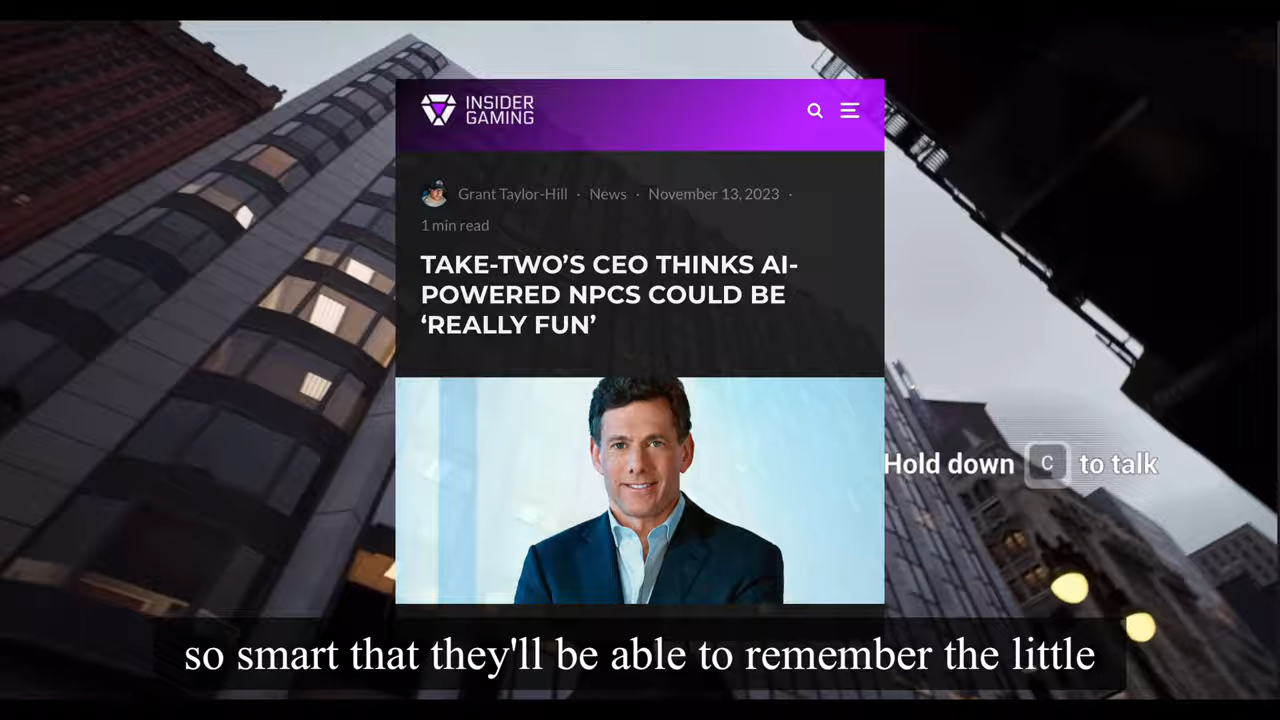 INSIDER
GAMING
Grant Taylor-Hill · News · November 13, 2023 ·
1 min read
TAKE-TWO’S CEO THINKS AI-
POWERED NPCS COULD BE
‘REALLY FUN’
Hold down C to talk
so smart that they'll be able to remember the little